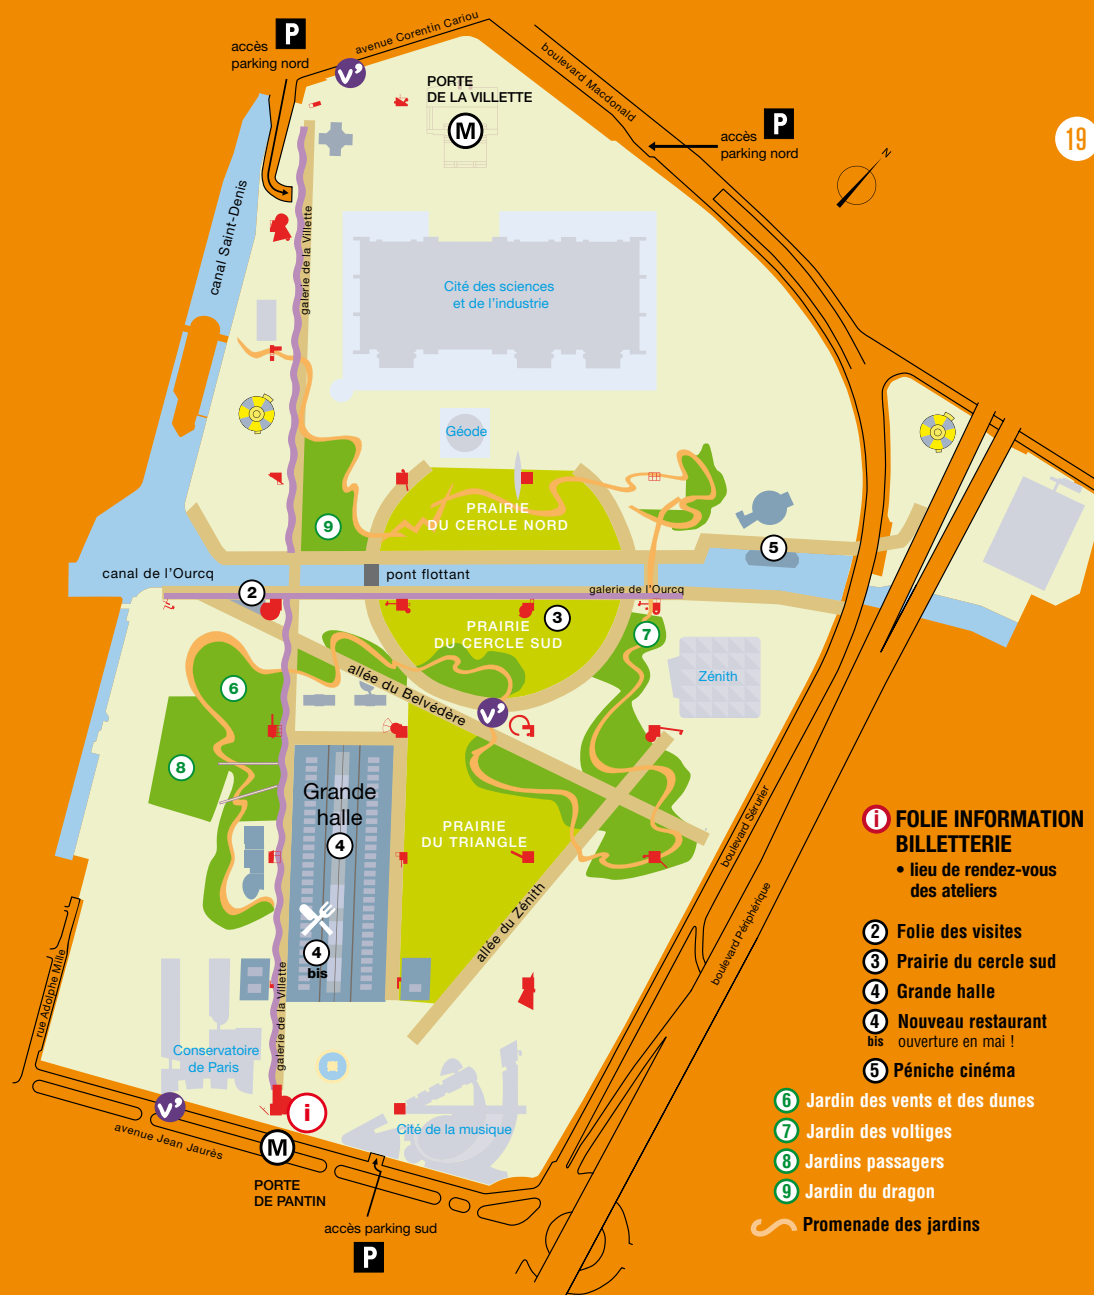 accès P
parking nord
avenue Corentin Cariou
v'
PORTE
DE LA VILLETTE
M
boulevard Macdonald
accès P
parking nord
19
N
canal Saint-Denis
galerie de la Villette
Cité des sciences
et de l'industrie
Géode
PRAIRIE
DU CERCLE NORD
9
5
canal de l'Ourcq
pont flottant
2
galerie de l'Ourcq
3
PRAIRIE
DU CERCLE SUD
7
allée du Belvédère
Zénith
6
v'
8
Grande
halle
4
PRAIRIE
DU TRIANGLE
boulevard Sérurier
boulevard Périphérique
allée du Zénith
4
bis
rue Adolphe Mille
galerie de la Villette
Conservatoire
de Paris
i
Cité de la musique
v'
avenue Jean Jaurès
M
PORTE
DE PANTIN
accès parking sud
P
i FOLIE INFORMATION
BILLETTERIE
• lieu de rendez-vous
des ateliers
2 Folie des visites
3 Prairie du cercle sud
4 Grande halle
4 Nouveau restaurant
bis ouverture en mai !
5 Péniche cinéma
6 Jardin des vents et des dunes
7 Jardin des voltiges
8 Jardins passagers
9 Jardin du dragon
Promenade des jardins